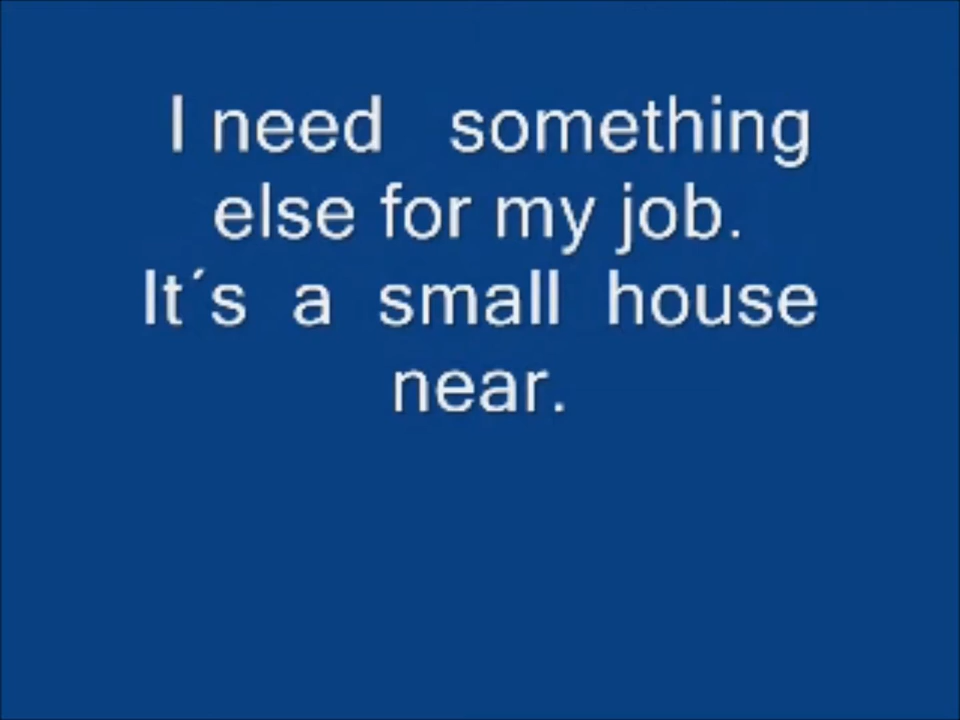 I need   something
else for my job.
It´s  a  small  house
near.